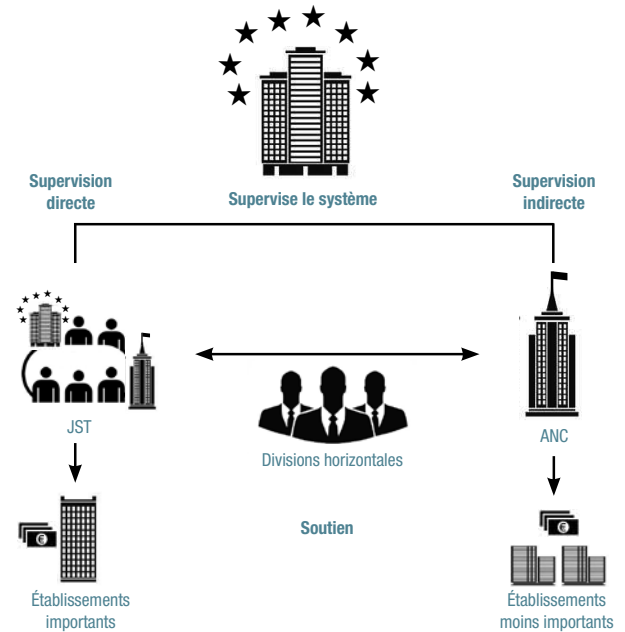 Supervision
directe
Supervise le système
Supervision
indirecte
JST
Divisions horizontales
ANC
Soutien
Établissements
importants
Établissements
moins importants